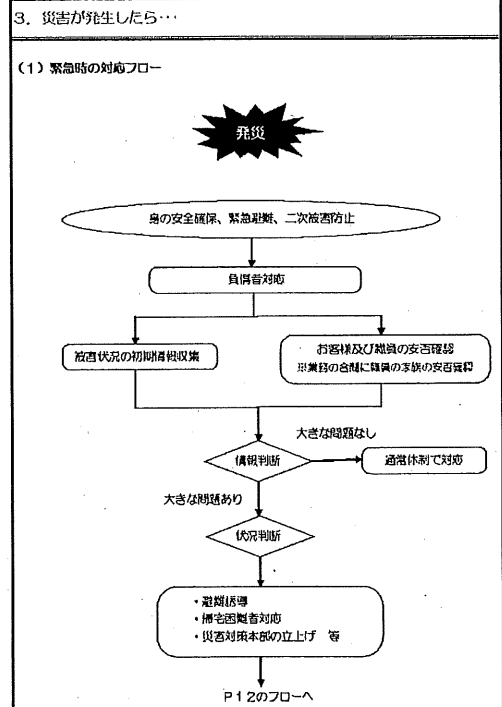 3．災害が発生したら…
（1）緊急時の対応フロー
発災
身の安全確保、緊急避難、二次被害防止
負傷者対応
被害状況の初期情報収集
お客様及び職員の安否確認
※業務の合間に職員の家族の安否確認
大きな問題なし
情報判断
通常体制で対応
大きな問題あり
状況判断
・避難誘導
・帰宅困難者対応
・災害対策本部の立上げ 等
P12のフローへ